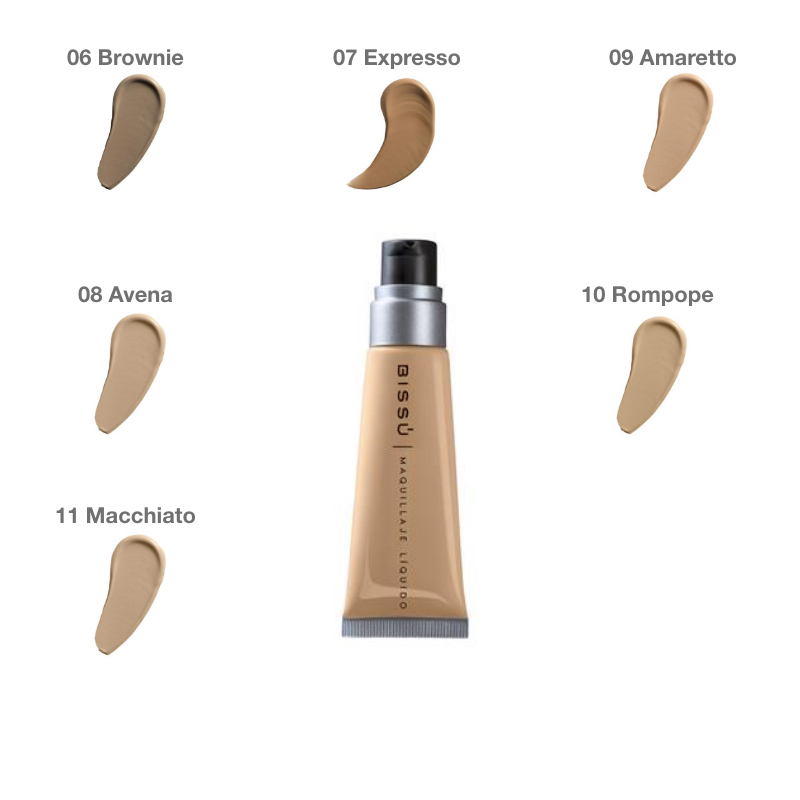 06 Brownie
07 Expresso
09 Amaretto
08 Avena
10 Rompope
11 Macchiato
BISSÚ | MAQUILLAJE LÍQUIDO